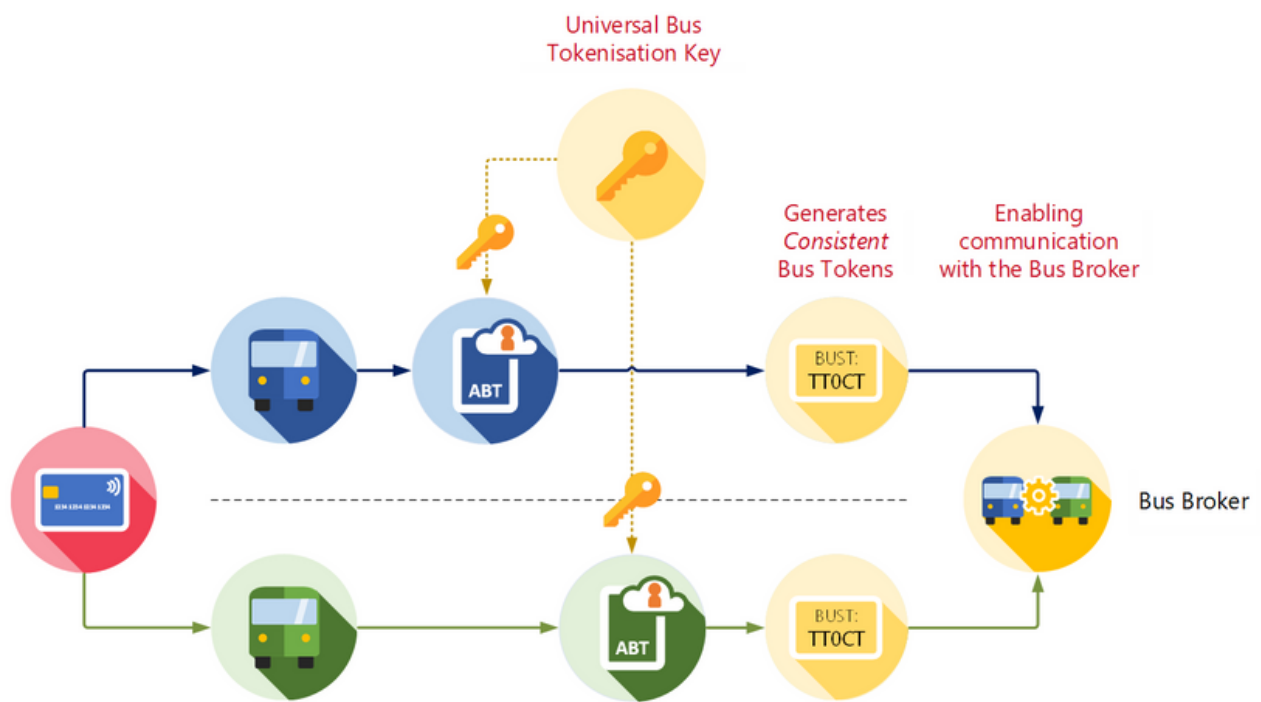 Universal Bus
Tokenisation Key
Generates
Consistent
Bus Tokens
Enabling
communication
with the Bus Broker
BUST:
TT0CT
ABT
Bus Broker
ABT
BUST:
TT0CT